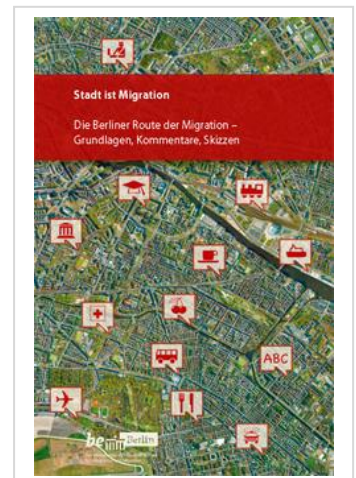 Stadt ist Migration
Die Berliner Route der Migration –
Grundlagen, Kommentare, Skizzen
ABC
be Berlin